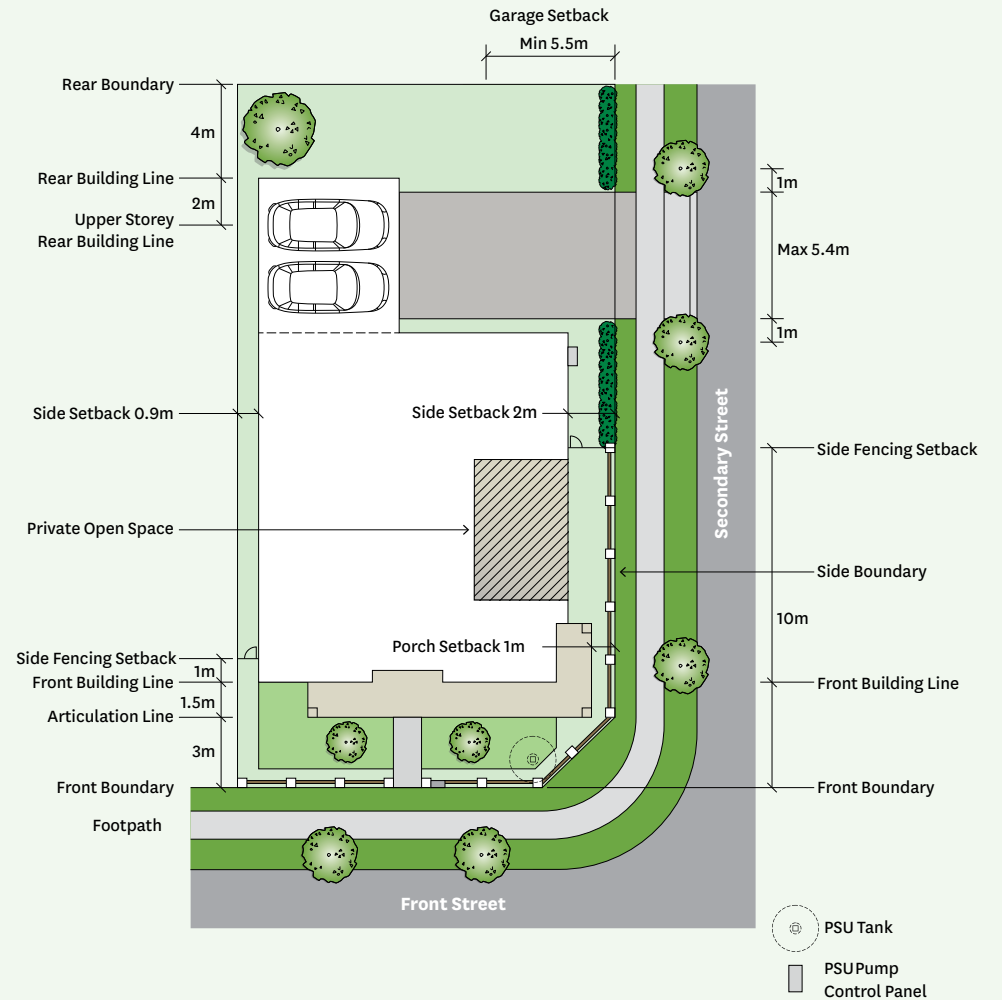 Garage Setback
Min 5.5m
Rear Boundary
4m
Rear Building Line
1m
2m
Upper Storey
Rear Building Line
Max 5.4m
1m
Side Setback 0.9m
Side Setback 2m
Secondary Street
Side Fencing Setback
Private Open Space
Side Boundary
10m
Porch Setback 1m
Side Fencing Setback
1m
Front Building Line
Front Building Line
1.5m
Articulation Line
3m
Front Boundary
Front Boundary
Footpath
Front Street
PSU Tank
PSU Pump
Control Panel